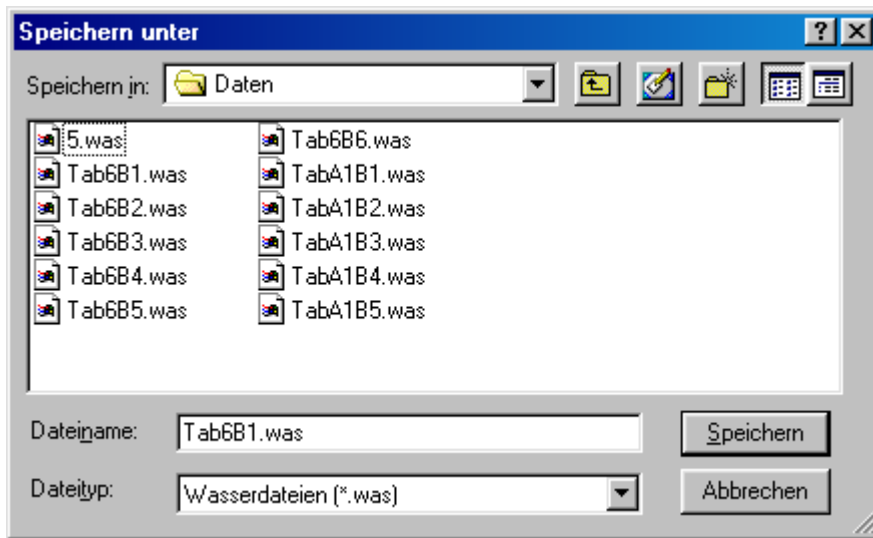 Speichern unter
Speichern in: Daten
5.was
Tab6B1.was
Tab6B2.was
Tab6B3.was
Tab6B4.was
Tab6B5.was
Tab6B6.was
TabA1B1.was
TabA1B2.was
TabA1B3.was
TabA1B4.was
TabA1B5.was
Dateiname: Tab6B1.was Speichern
Dateityp: Wasserdateien (*.was) Abbrechen